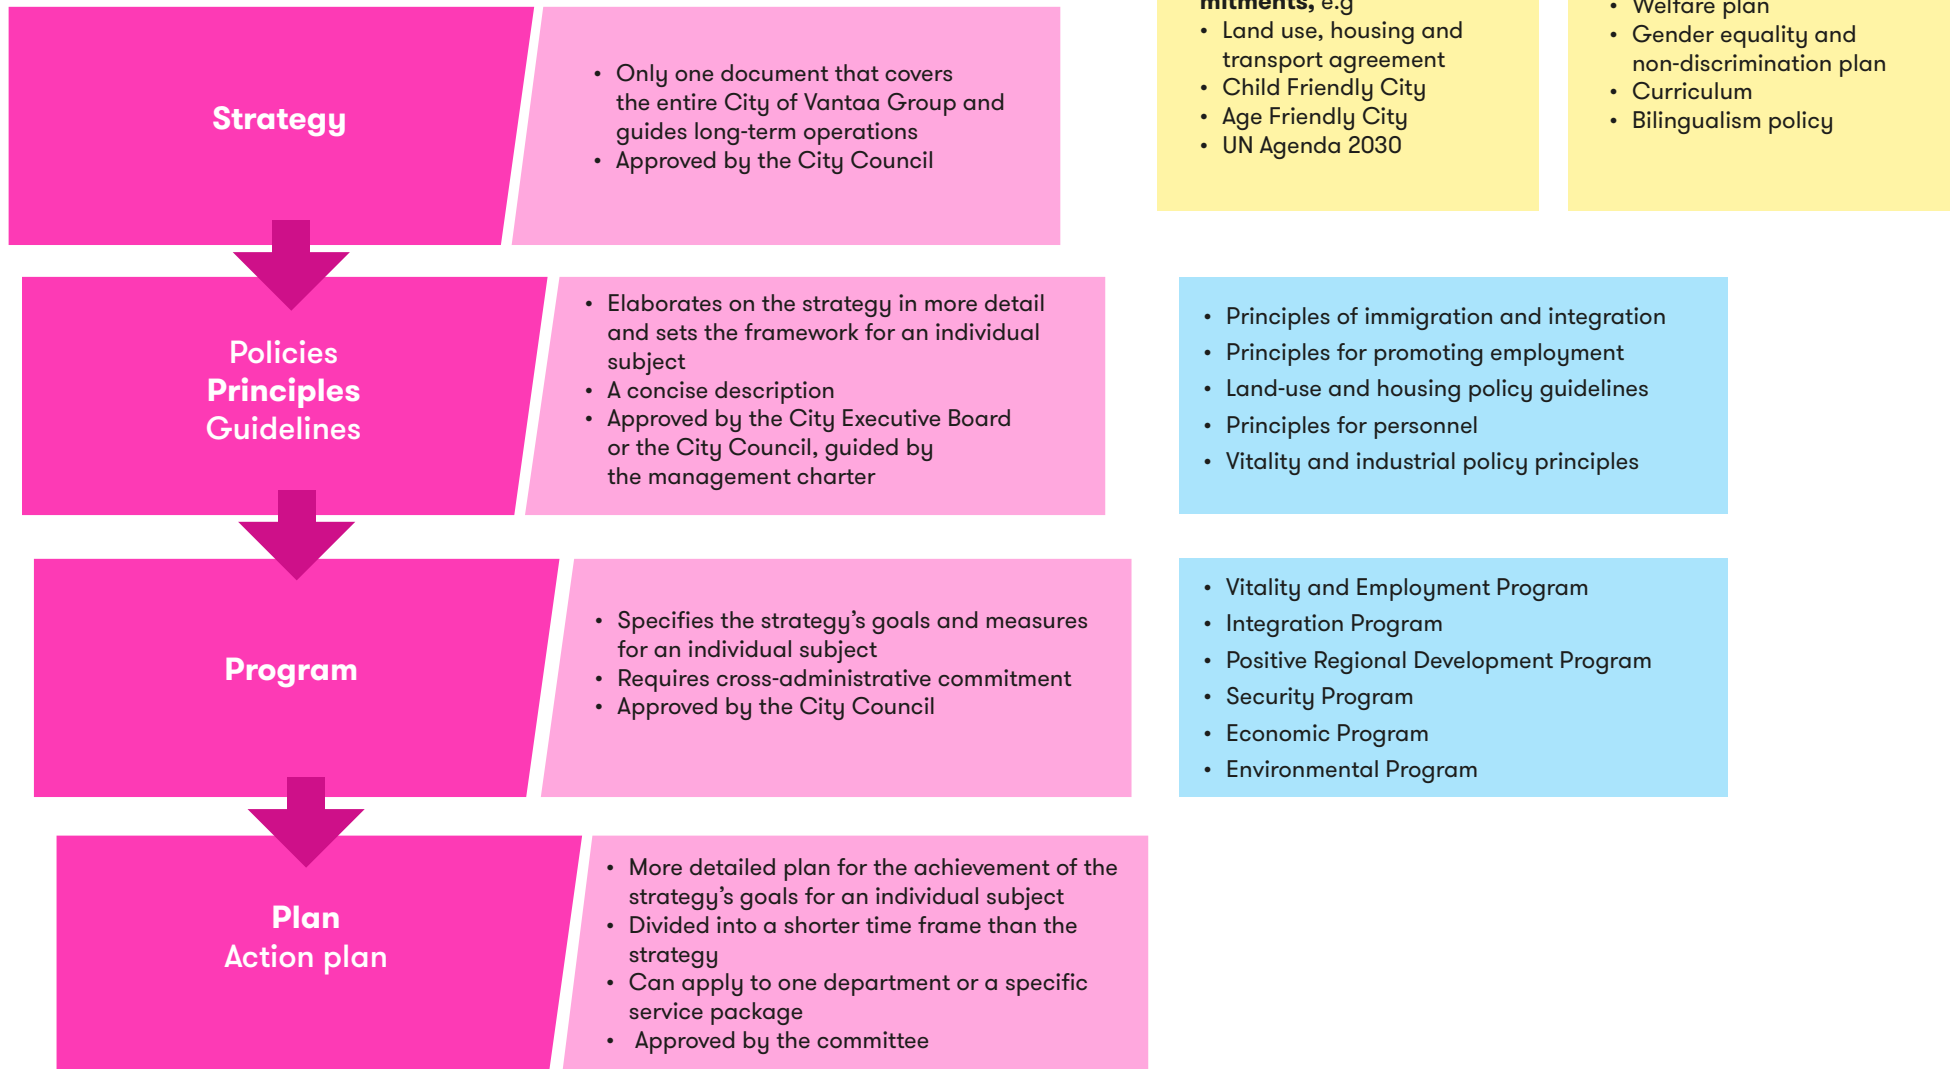 Strategy
• Only one document that covers
the entire City of Vantaa Group and
guides long-term operations
• Approved by the City Council
mitments, e.g
• Land use, housing and
transport agreement
• Child Friendly City
• Age Friendly City
• UN Agenda 2030
• Welfare plan
• Gender equality and
non-discrimination plan
• Curriculum
• Bilingualism policy
Policies
Principles
Guidelines
• Elaborates on the strategy in more detail
and sets the framework for an individual
subject
• A concise description
• Approved by the City Executive Board
or the City Council, guided by
the management charter
• Principles of immigration and integration
• Principles for promoting employment
• Land-use and housing policy guidelines
• Principles for personnel
• Vitality and industrial policy principles
Program
• Specifies the strategy’s goals and measures
for an individual subject
• Requires cross-administrative commitment
• Approved by the City Council
• Vitality and Employment Program
• Integration Program
• Positive Regional Development Program
• Security Program
• Economic Program
• Environmental Program
Plan
Action plan
• More detailed plan for the achievement of the
strategy’s goals for an individual subject
• Divided into a shorter time frame than the
strategy
• Can apply to one department or a specific
service package
• Approved by the committee